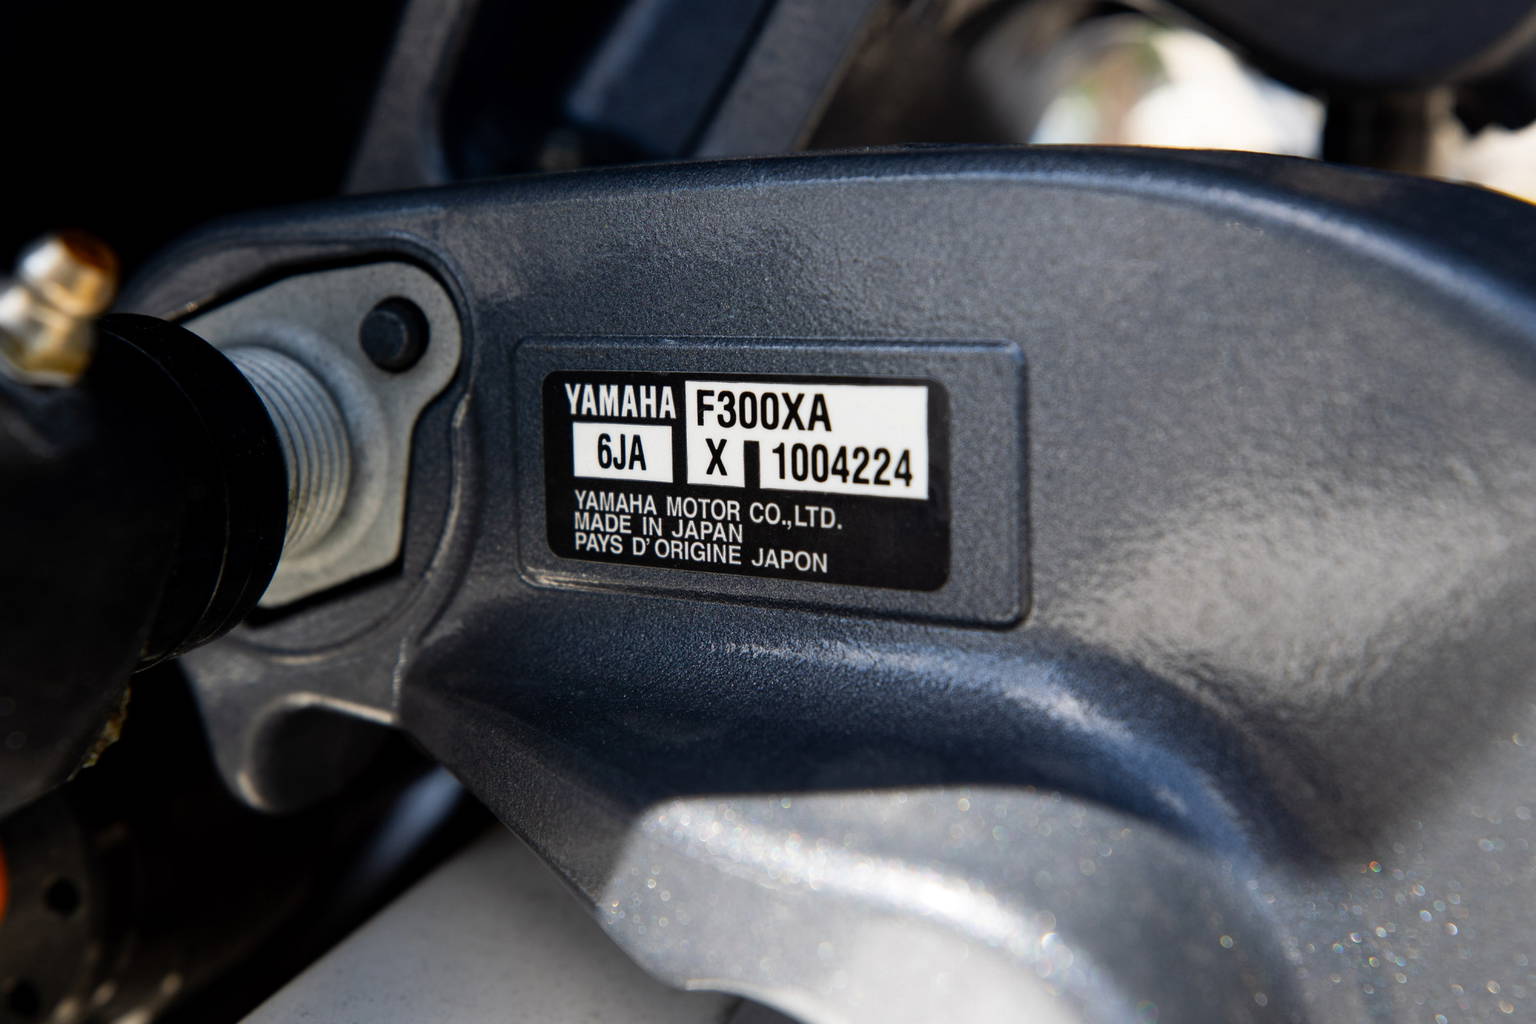 YAMAHA F300XA
6JA X 1004224
YAMAHA MOTOR CO.,LTD.
MADE IN JAPAN
PAYS D'ORIGINE JAPON